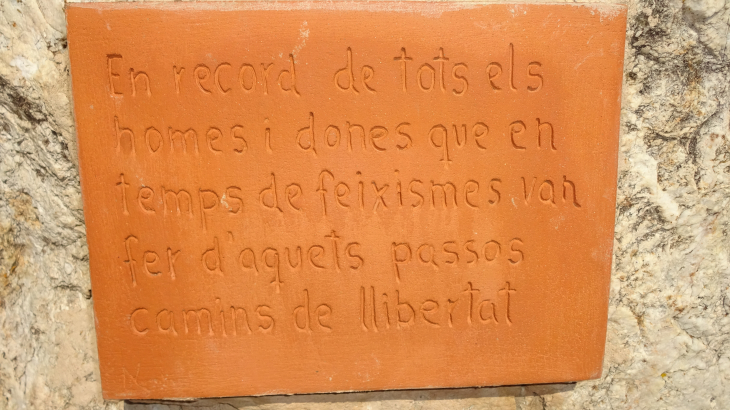 En record de tots els
homes i dones que en
temps de feixismes van
fer d'aquets passos
camins de llibertat